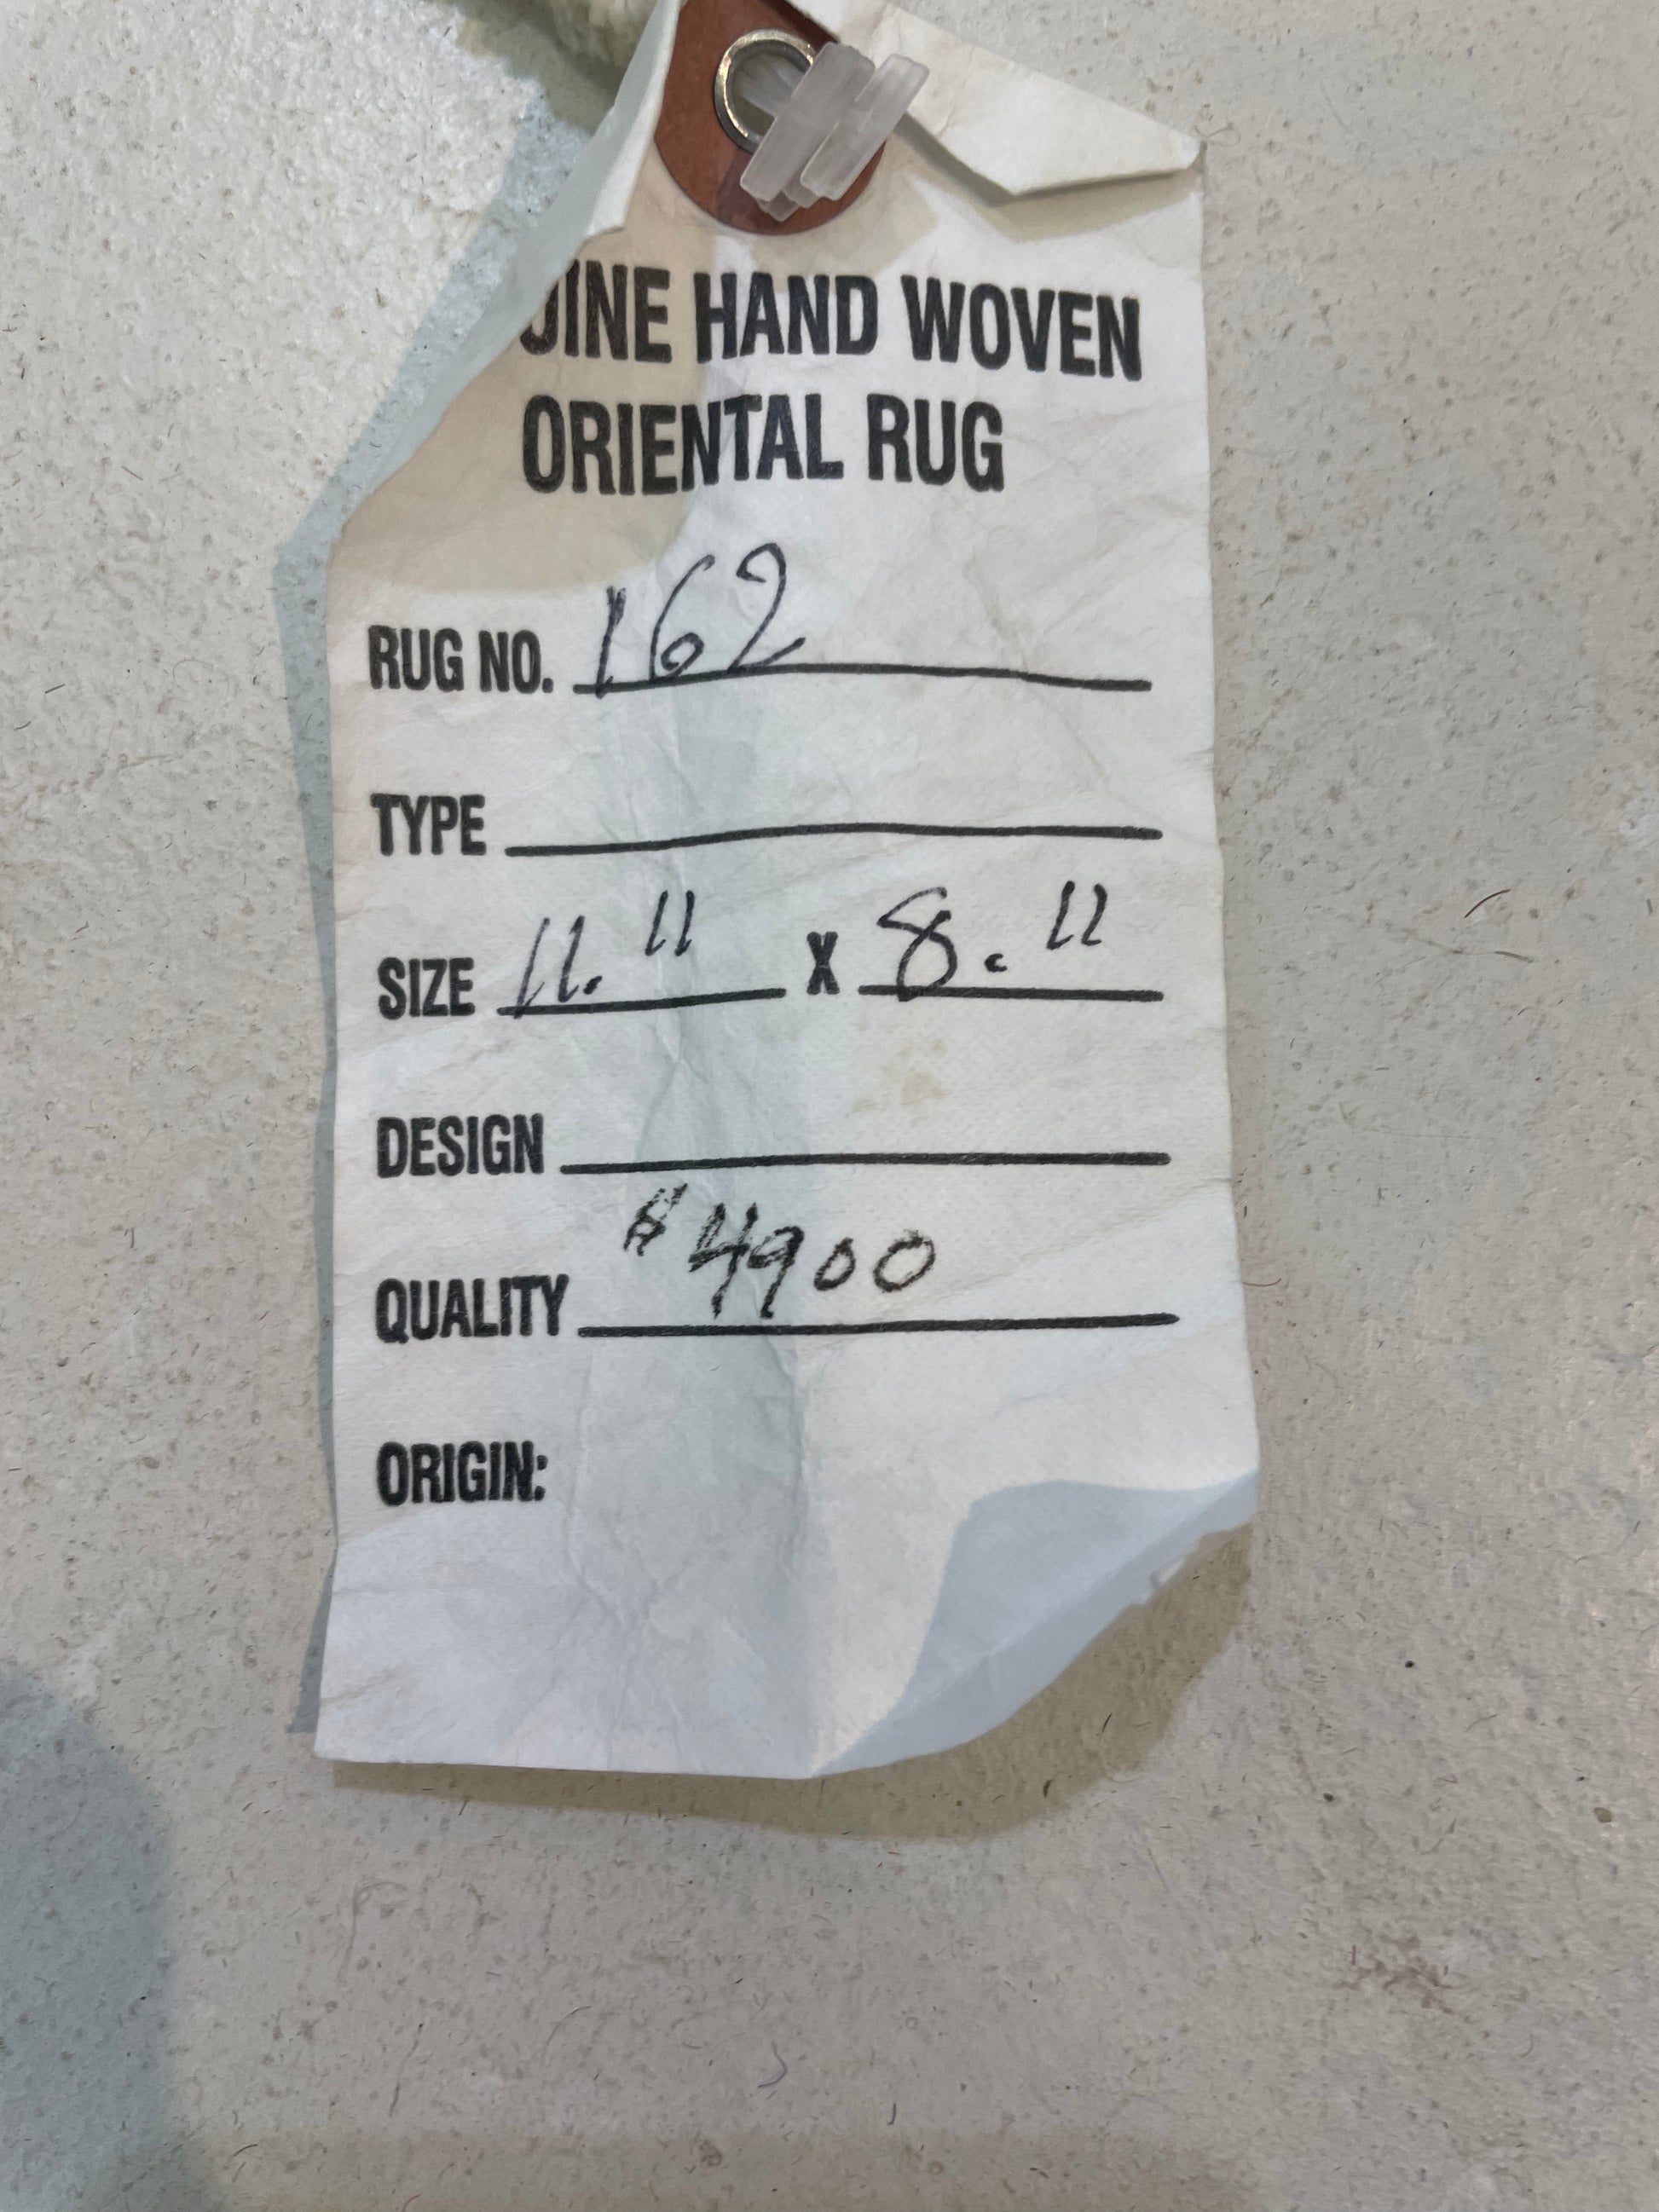 UINE HAND WOVEN
ORIENTAL RUG
RUG NO. 162
TYPE
SIZE 11. 11 X 8. 11
DESIGN
QUALITY $4900
ORIGIN: